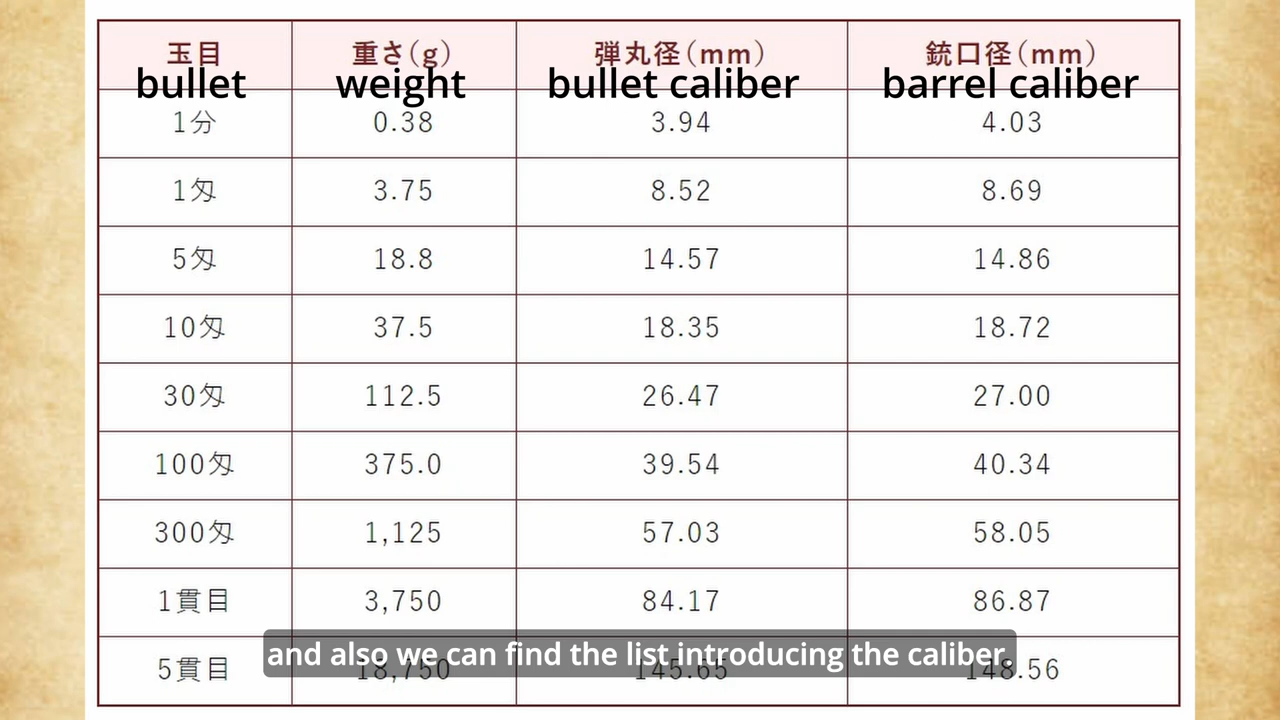 玉目 重さ(g) 弾丸径(mm) 銃口径(mm)
bullet weight bullet caliber barrel caliber
1分 0.38 3.94 4.03
1匁 3.75 8.52 8.69
5匁 18.8 14.57 14.86
10匁 37.5 18.35 18.72
30匁 112.5 26.47 27.00
100匁 375.0 39.54 40.34
300匁 1,125 57.03 58.05
1貫目 3,750 84.17 86.87
and also we can find the list introducing the caliber.
5貫目 18,750 145.65 148.56